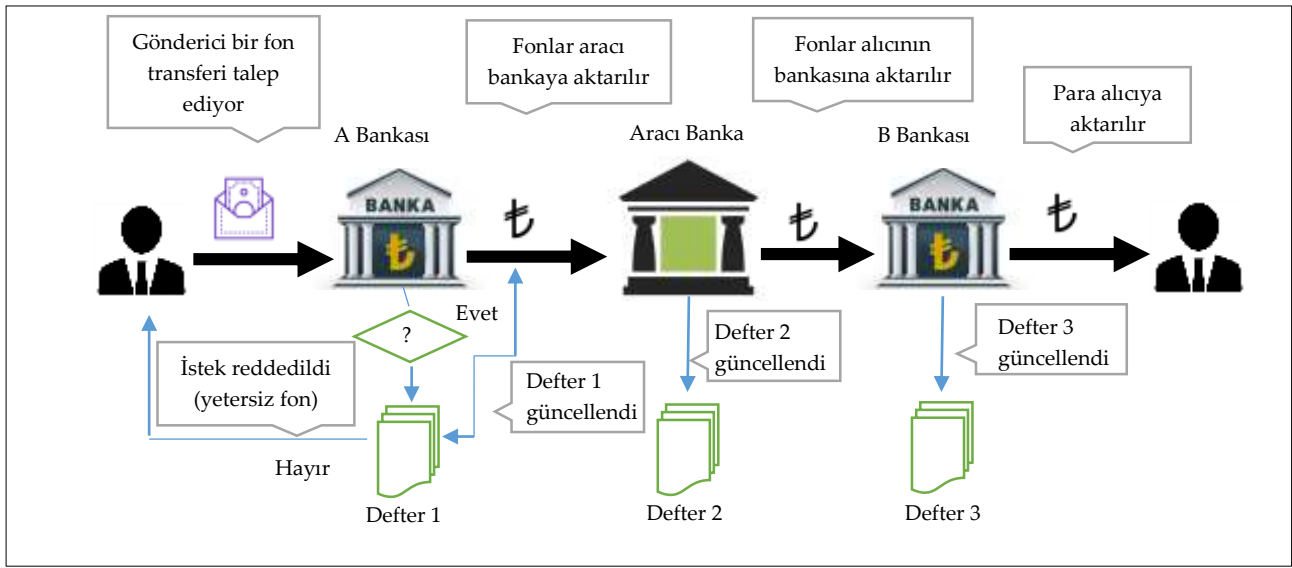 Gönderici bir fon
transferi talep
ediyor
Fonlar aracı
bankaya aktarılır
Fonlar alıcının
bankasına aktarılır
Para alıcıya
aktarılır
A Bankası
Aracı Banka
B Bankası
BANKA
₺
₺
₺
BANKA
₺
₺
Evet
?
İstek reddedildi
(yetersiz fon)
Defter 1
güncellendi
Defter 2
güncellendi
Defter 3
güncellendi
Hayır
Defter 1
Defter 2
Defter 3